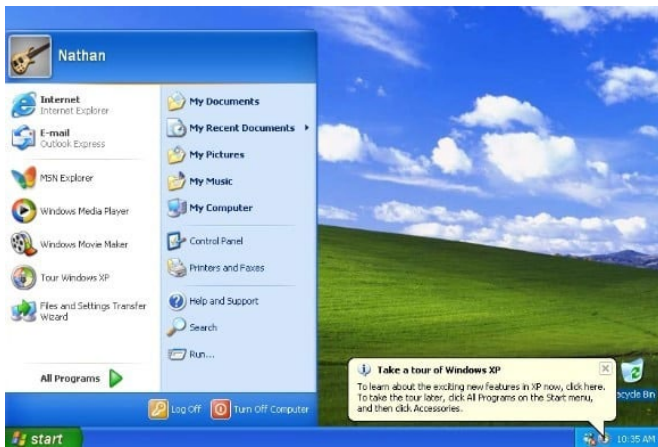 Nathan
Internet
Internet Explorer
E-mail
Outlook Express
MSN Explorer
Windows Media Player
Windows Movie Maker
Tour Windows XP
Files and Settings Transfer
Wizard
All Programs
My Documents
My Recent Documents
My Pictures
My Music
My Computer
Control Panel
Printers and Faxes
Help and Support
Search
Run...
Log Off
Turn Off Computer
Take a tour of Windows XP
To learn about the exciting new features in XP now, click here.
To take the tour later, click All Programs on the Start menu,
and then click Accessories.
ecycle Bin
start
10:35 AM